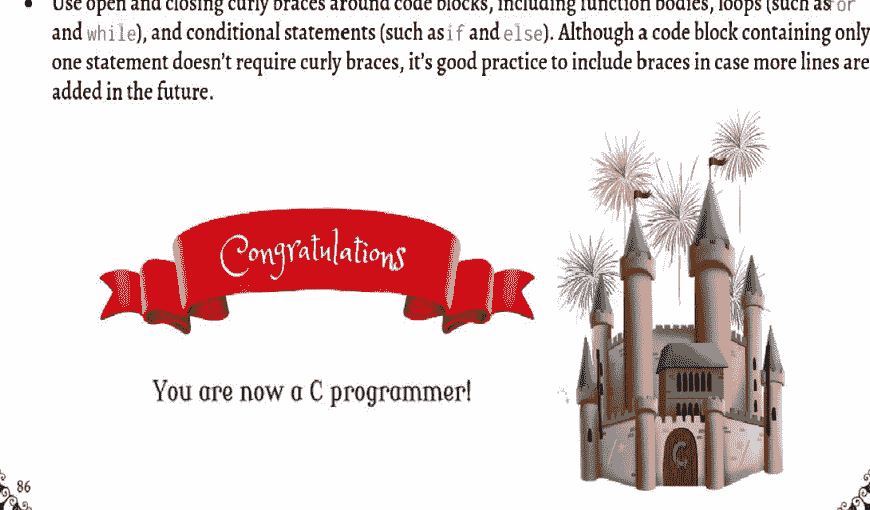 Use open and closing curly braces around code blocks, including function bodies, loops (such as for
and while), and conditional statements (such as if and else). Although a code block containing only
one statement doesn't require curly braces, it's good practice to include braces in case more lines are
added in the future.
Congratulations
You are now a C programmer!
C
86